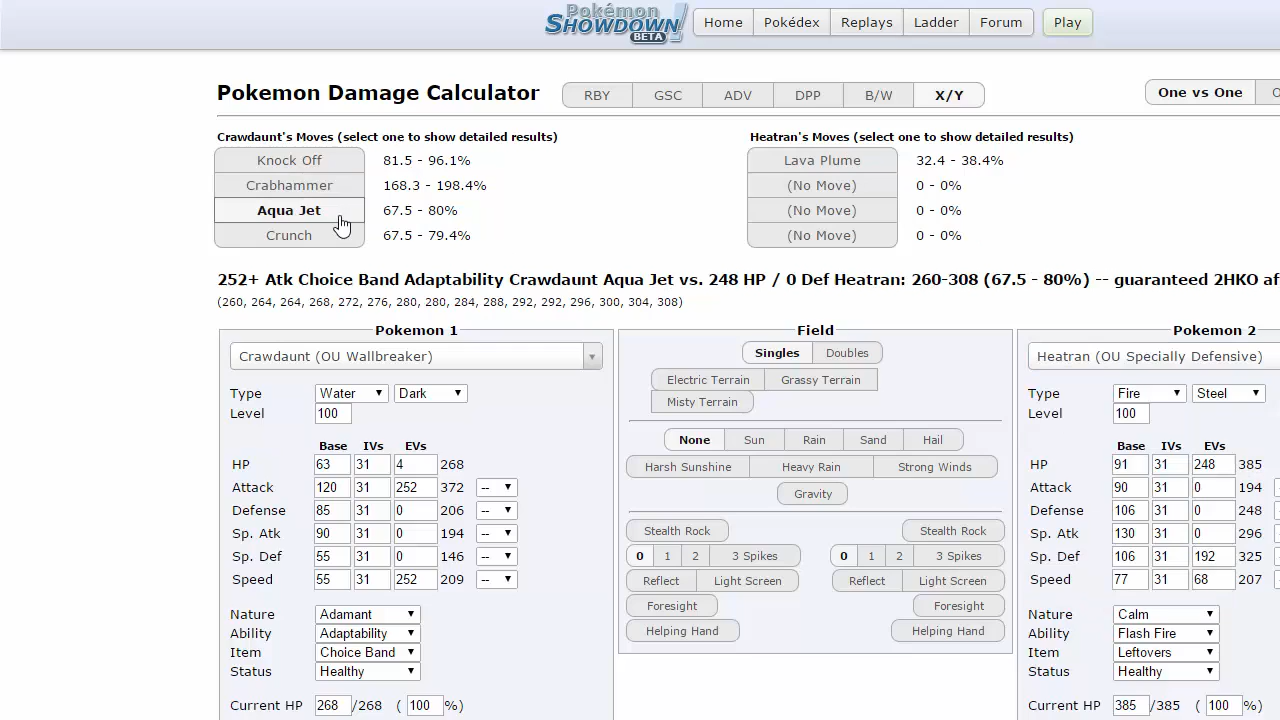 Pokémon
SHOWDOWN
BETA
Home Pokédex Replays Ladder Forum Play
Pokemon Damage Calculator RBY GSC ADV DPP B/W X/Y One vs One
Crawdaunt's Moves (select one to show detailed results) Heatran's Moves (select one to show detailed results)
Knock Off 81.5 - 96.1% Lava Plume 32.4 - 38.4%
Crabhammer 168.3 - 198.4% (No Move) 0 - 0%
Aqua Jet 67.5 - 80% (No Move) 0 - 0%
Crunch 67.5 - 79.4% (No Move) 0 - 0%
252+ Atk Choice Band Adaptability Crawdaunt Aqua Jet vs. 248 HP / 0 Def Heatran: 260-308 (67.5 - 80%) -- guaranteed 2HKO af
(260, 264, 264, 268, 272, 276, 280, 280, 284, 288, 292, 292, 296, 300, 304, 308)
Pokemon 1 Field Pokemon 2
Crawdaunt (OU Wallbreaker) Singles Doubles Heatran (OU Specially Defensive)
Electric Terrain Grassy Terrain
Misty Terrain
Type Water Dark Type Fire Steel
Level 100 Level 100
None Sun Rain Sand Hail
Base IVs EVs Base IVs EVs
HP 63 31 4 268 Harsh Sunshine Heavy Rain Strong Winds HP 91 31 248 385
Attack 120 31 252 372 -- Gravity Attack 90 31 0 194
Defense 85 31 0 206 -- Defense 106 31 0 248
Sp. Atk 90 31 0 194 -- Stealth Rock Stealth Rock Sp. Atk 130 31 0 296
Sp. Def 55 31 0 146 -- 0 1 2 3 Spikes 0 1 2 3 Spikes Sp. Def 106 31 192 325
Speed 55 31 252 209 -- Reflect Light Screen Reflect Light Screen Speed 77 31 68 207
Foresight Foresight
Nature Adamant Nature Calm
Ability Adaptability Helping Hand Helping Hand Ability Flash Fire
Item Choice Band Item Leftovers
Status Healthy Status Healthy
Current HP 268 /268 ( 100 %) Current HP 385 /385 ( 100 %)